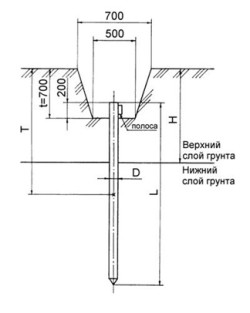 700
500
t=700
200
T
H
полоса
Верхний
слой грунта
Нижний
слой грунта
D
L